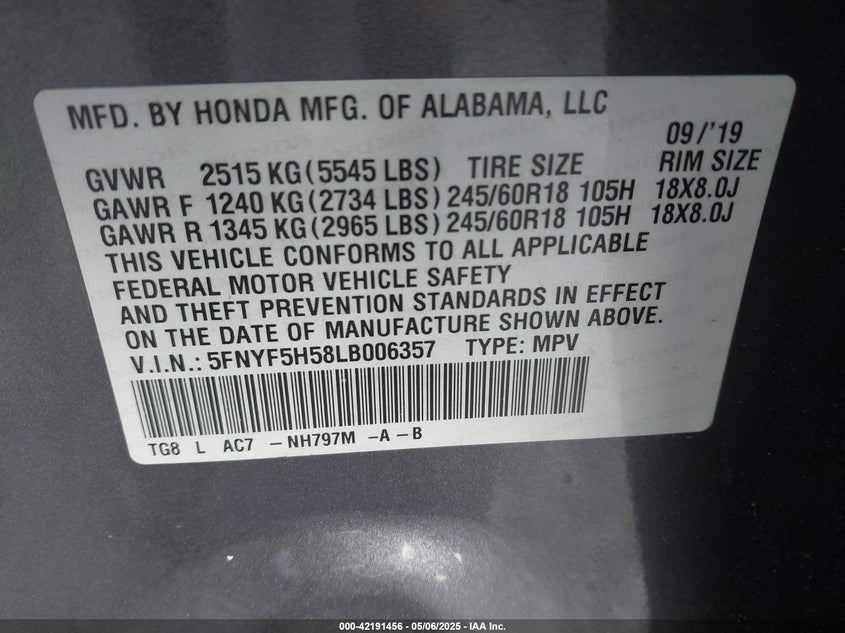 MFD. BY HONDA MFG. OF ALABAMA, LLC
09/'19
GVWR 2515 KG (5545 LBS) TIRE SIZE RIM SIZE
GAWR F 1240 KG (2734 LBS) 245/60R18 105H 18X8.0J
GAWR R 1345 KG (2965 LBS) 245/60R18 105H 18X8.0J
THIS VEHICLE CONFORMS TO ALL APPLICABLE
FEDERAL MOTOR VEHICLE SAFETY
AND THEFT PREVENTION STANDARDS IN EFFECT
ON THE DATE OF MANUFACTURE SHOWN ABOVE.
V.I.N.: 5FNYF5H58LB006357 TYPE: MPV
TG8 L AC7 - NH797M -A-B
000-42191456 - 05/06/2025 - IAA Inc.